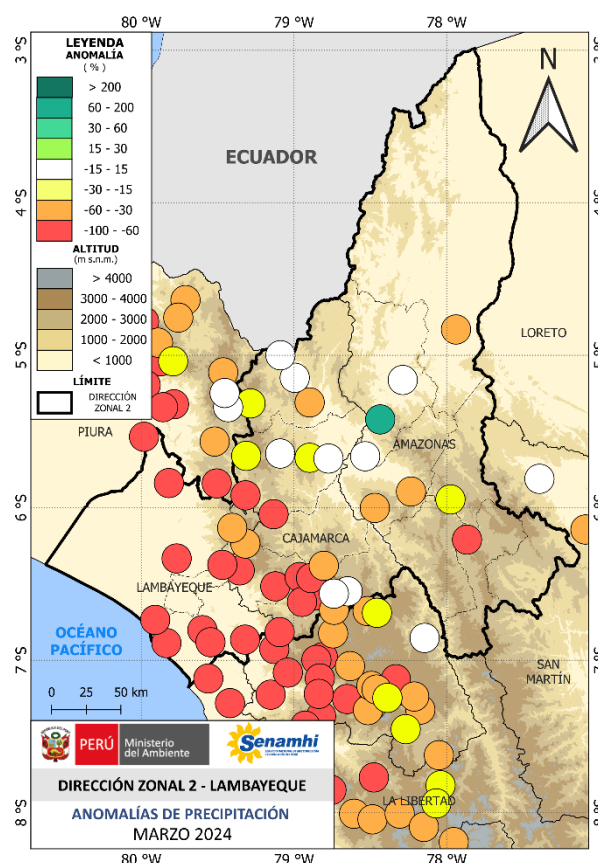 80 °W
79 °W
78 °W
3°S
4°S
5°S
6°S
7°S
8°S
LEYENDA
ANOMALÍA
( % )
> 200
60 - 200
30 - 60
15 - 30
-15 - 15
-30 - -15
-60 - -30
-100 - -60
ALTITUD
(m s.n.m.)
> 4000
3000 - 4000
2000 - 3000
1000 - 2000
< 1000
LÍMITE
DIRECCIÓN
ZONAL 2
N
ECUADOR
LORETO
PIURA
AMAZONAS
CAJAMARCA
LAMBAYEQUE
OCÉANO
PACÍFICO
SAN
MARTÍN
LA LIBERTAD
0 25 50 km
PERÚ
Ministerio
del Ambiente
Senamhi
DIRECCIÓN ZONAL 2 - LAMBAYEQUE
ANOMALÍAS DE PRECIPITACIÓN
MARZO 2024
80 °W
79 °W
78 °W